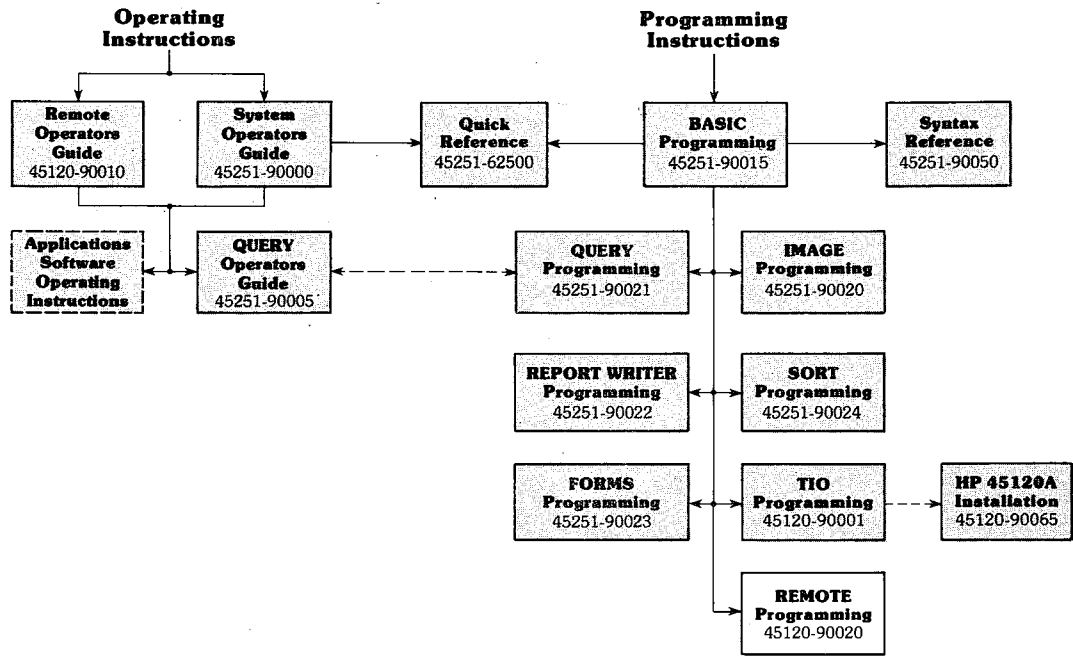 Operating
Instructions
Programming
Instructions
Remote
Operators
Guide
45120-90010
System
Operators
Guide
45251-90000
Quick
Reference
45251-62500
BASIC
Programming
45251-90015
Syntax
Reference
45251-90050
Applications
Software
Operating
Instructions
QUERY
Operators
Guide
45251-90005
QUERY
Programming
45251-90021
IMAGE
Programming
45251-90020
REPORT WRITER
Programming
45251-90022
SORT
Programming
45251-90024
FORMS
Programming
45251-90023
TIO
Programming
45120-90001
HP 45120A
Installation
45120-90065
REMOTE
Programming
45120-90020